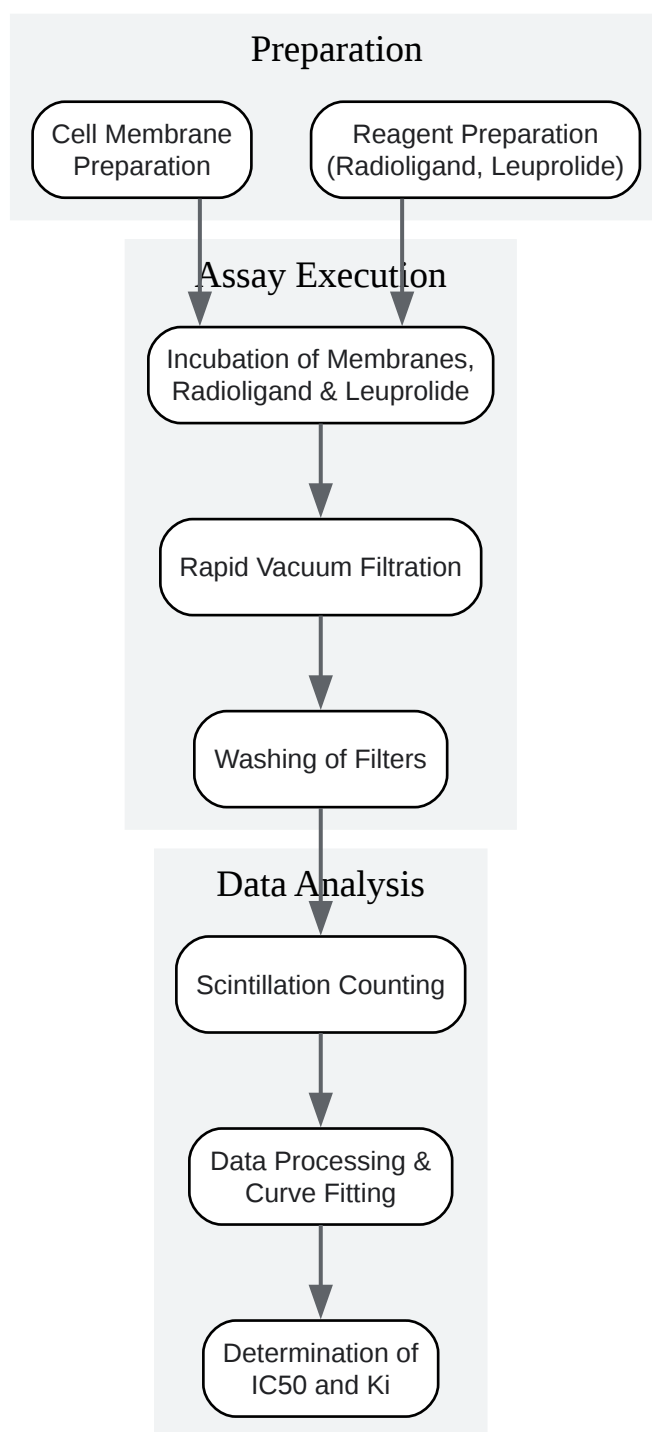 Preparation
Cell Membrane
Preparation
Reagent Preparation
(Radioligand, Leuprolide)
Assay Execution
Incubation of Membranes,
Radioligand & Leuprolide
Rapid Vacuum Filtration
Washing of Filters
Data Analysis
Scintillation Counting
Data Processing &
Curve Fitting
Determination of
IC50 and Ki